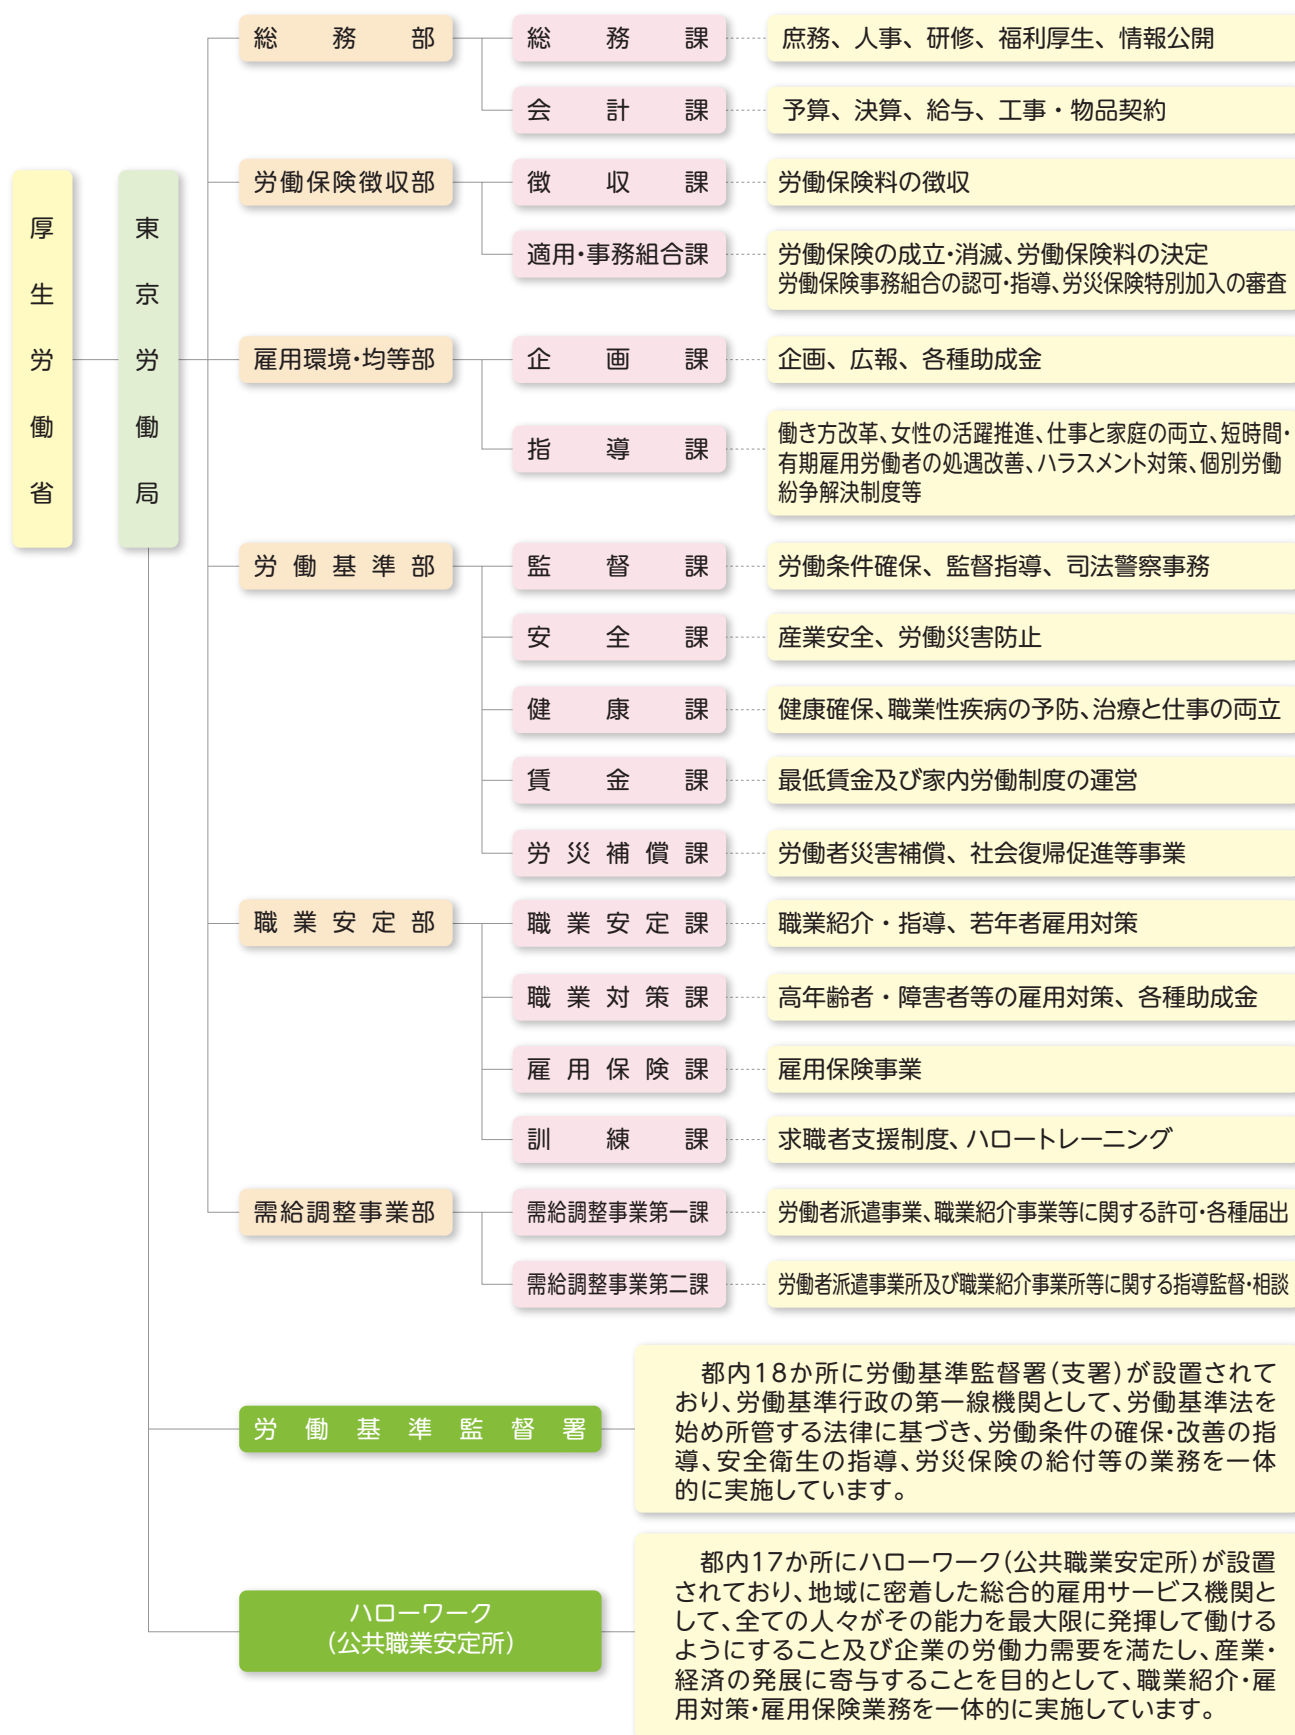 厚生労働省
東京労働局
総務部
総務課
庶務、人事、研修、福利厚生、情報公開
会計課
予算、決算、給与、工事・物品契約
労働保険徴収部
徴収課
労働保険料の徴収
適用・事務組合課
労働保険の成立・消滅、労働保険料の決定
労働保険事務組合の認可・指導、労災保険特別加入の審査
雇用環境・均等部
企画課
企画、広報、各種助成金
指導課
働き方改革、女性の活躍推進、仕事と家庭の両立、短時間・
有期雇用労働者の処遇改善、ハラスメント対策、個別労働
紛争解決制度等
労働基準部
監督課
労働条件確保、監督指導、司法警察事務
安全課
産業安全、労働災害防止
健康課
健康確保、職業性疾病の予防、治療と仕事の両立
賃金課
最低賃金及び家内労働制度の運営
労災補償課
労働者災害補償、社会復帰促進等事業
職業安定部
職業安定課
職業紹介・指導、若年者雇用対策
職業対策課
高年齢者・障害者等の雇用対策、各種助成金
雇用保険課
雇用保険事業
訓練課
求職者支援制度、ハロートレーニング
需給調整事業部
需給調整事業第一課
労働者派遣事業、職業紹介事業等に関する許可・各種届出
需給調整事業第二課
労働者派遣事業所及び職業紹介事業所等に関する指導監督・相談
労働基準監督署
都内18か所に労働基準監督署(支署)が設置されて
おり、労働基準行政の第一線機関として、労働基準法を
始め所管する法律に基づき、労働条件の確保・改善の指
導、安全衛生の指導、労災保険の給付等の業務を一体
的に実施しています。
ハローワーク
(公共職業安定所)
都内17か所にハローワーク(公共職業安定所)が設置
されており、地域に密着した総合的雇用サービス機関と
して、全ての人々がその能力を最大限に発揮して働ける
ようにすること及び企業の労働力需要を満たし、産業・
経済の発展に寄与することを目的として、職業紹介・雇
用対策・雇用保険業務を一体的に実施しています。